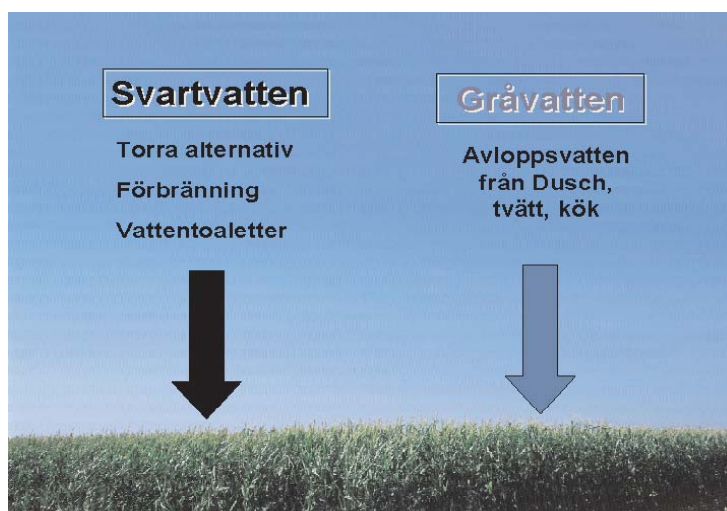 Svartvatten
Torra alternativ
Förbränning
Vattentoaletter
Gråvatten
Avloppsvatten
från Dusch,
tvätt, kök